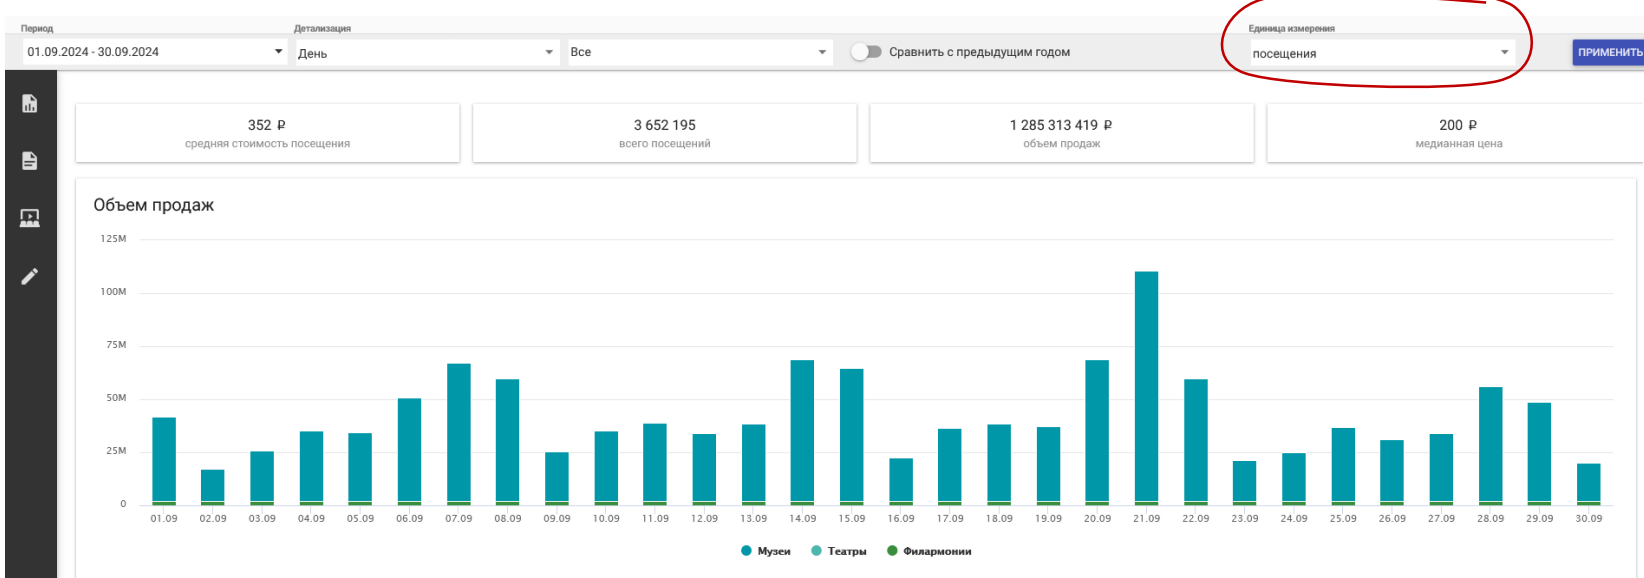 Период
Детализация
Единица измерения
01.09.2024 - 30.09.2024
День
Все
Сравнить с предыдущим годом
посещения
ПРИМЕНИТЬ
352 ₽
средняя стоимость посещения
3 652 195
всего посещений
1 285 313 419 ₽
объем продаж
200 ₽
медианная цена
Объем продаж
125M
100M
75M
50M
25M
0
01.09 02.09 03.09 04.09 05.09 06.09 07.09 08.09 09.09 10.09 11.09 12.09 13.09 14.09 15.09 16.09 17.09 18.09 19.09 20.09 21.09 22.09 23.09 24.09 25.09 26.09 27.09 28.09 29.09 30.09
Музеи Театры Филармонии